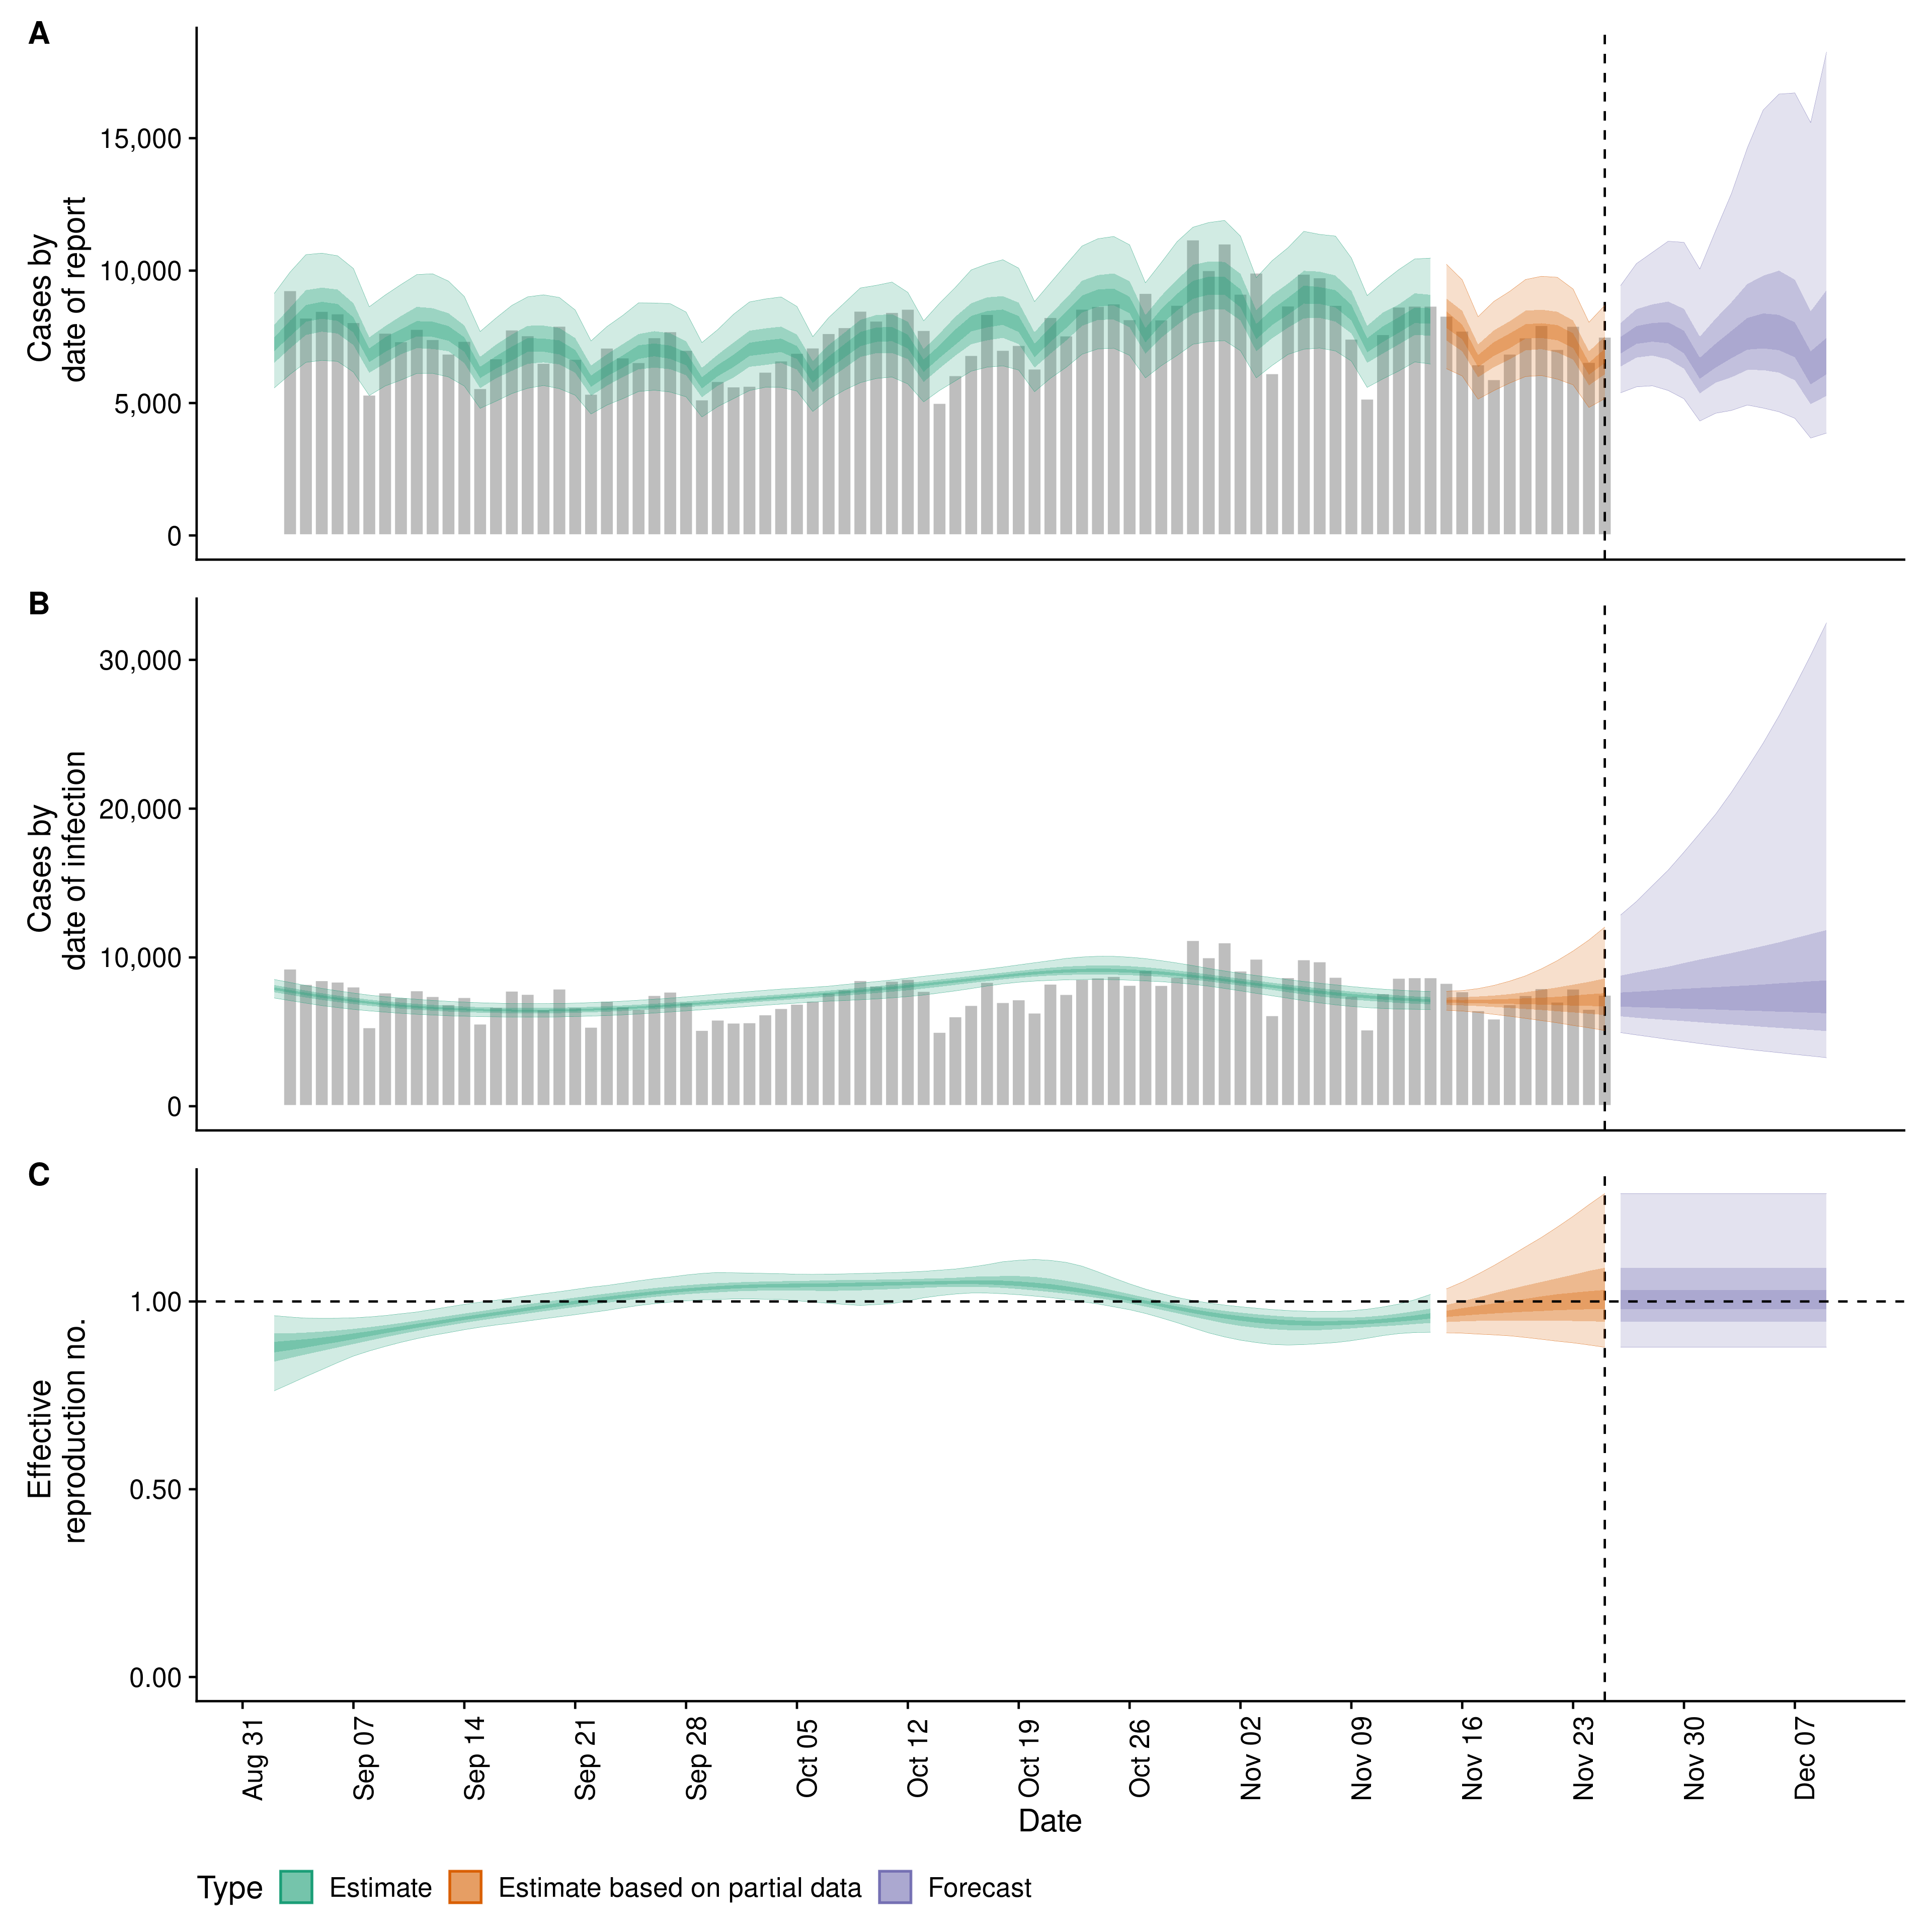 A
Cases by
date of report
15,000
10,000
5,000
0
B
Cases by
date of infection
30,000
20,000
10,000
0
C
Effective
reproduction no.
1.00
0.50
0.00
Aug 31
Sep 07
Sep 14
Sep 21
Sep 28
Oct 05
Oct 12
Oct 19
Oct 26
Nov 02
Nov 09
Nov 16
Nov 23
Nov 30
Dec 07
Date
Type Estimate Estimate based on partial data Forecast